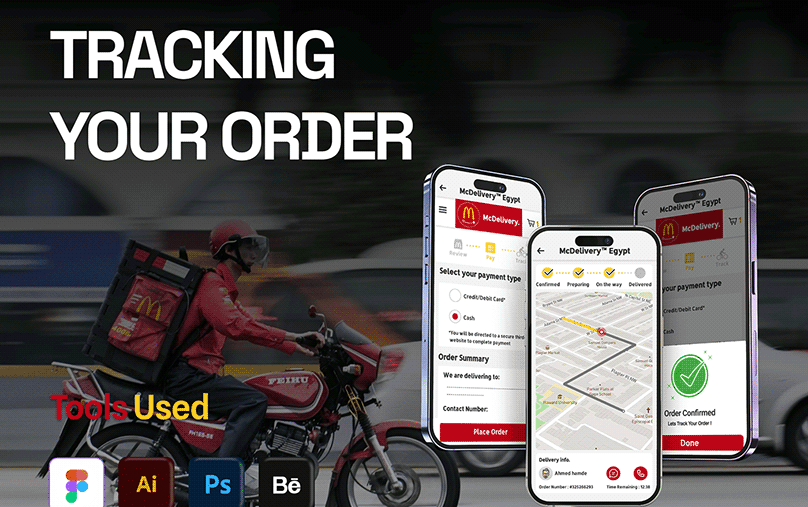 TRACKING
YOUR ORDER
McDelivery™ Egypt
McDelivery.
1
Review
Pay
Track
Select your payment type
Credit/Debit Card*
Cash
*You will be directed to a secure third
website to complete payment
Order Summary
We are delivering to:
Contact Number:
Place Order
McDelivery™ Egypt
Confirmed
Preparing
On the way
Delivered
Delivery info.
Ahmed hamde
Order Number : #325266293
Time Remaining : 12:38
McDelivery™ Egypt
McDelivery.
1
Pay
Track
your payment type
Credit/Debit Card*
Cash
Order Confirmed
Lets Track Your Order !
Done
FEIHU
Tools Used
Ai
Ps
Bē